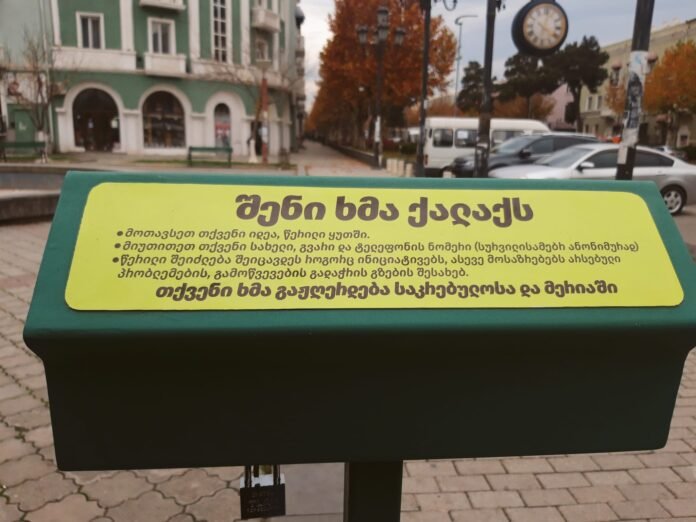 შენი ხმა ქალაქს
• მოთავსეთ თქვენი იდეა, წერილი ყუთში.
• მიუთითეთ თქვენი სახელი, გვარი და ტელეფონის ნომერი (სურვილისამებრ ანონიმურად)
• წერილი შეიძლება შეიცავდეს როგორც ინიციატივებს, ასევე მოსაზრებებს არსებული
პრობლემების, გამოწვევების გადაჭრის გზების შესახებ.
თქვენი ხმა გაჟღერდება საკრებულოსა და მერიაში